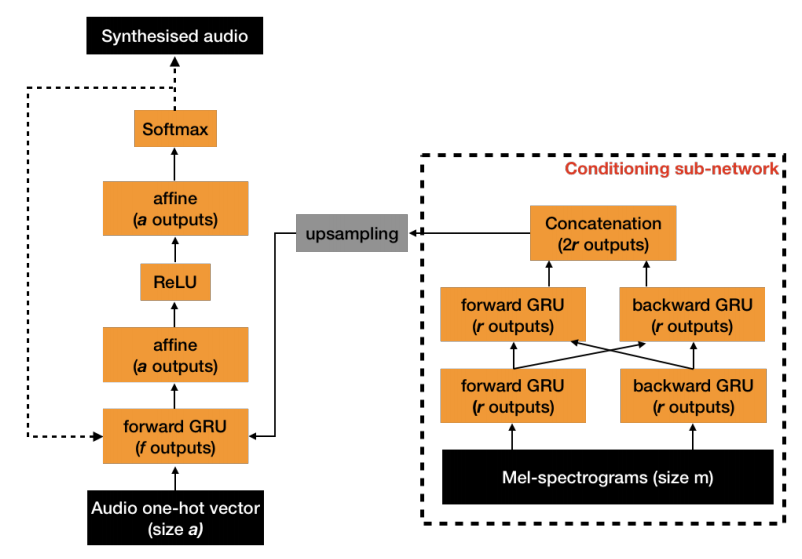 Synthesised audio
Softmax
affine
(a outputs)
ReLU
affine
(a outputs)
forward GRU
(f outputs)
Audio one-hot vector
(size a)
upsampling
Conditioning sub-network
Concatenation
(2r outputs)
forward GRU
(r outputs)
backward GRU
(r outputs)
forward GRU
(r outputs)
backward GRU
(r outputs)
Mel-spectrograms (size m)